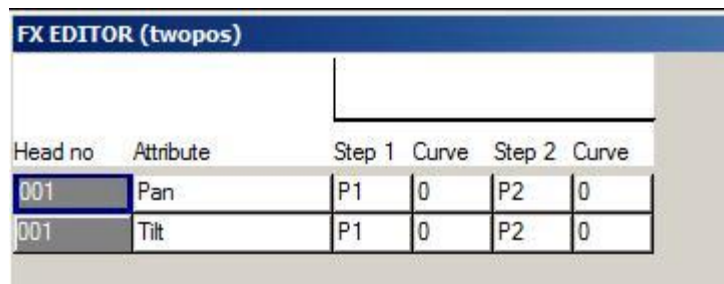 FX EDITOR (twopos)
Head no Attribute Step 1 Curve Step 2 Curve
001 Pan P1 0 P2 0
001 Tilt P1 0 P2 0